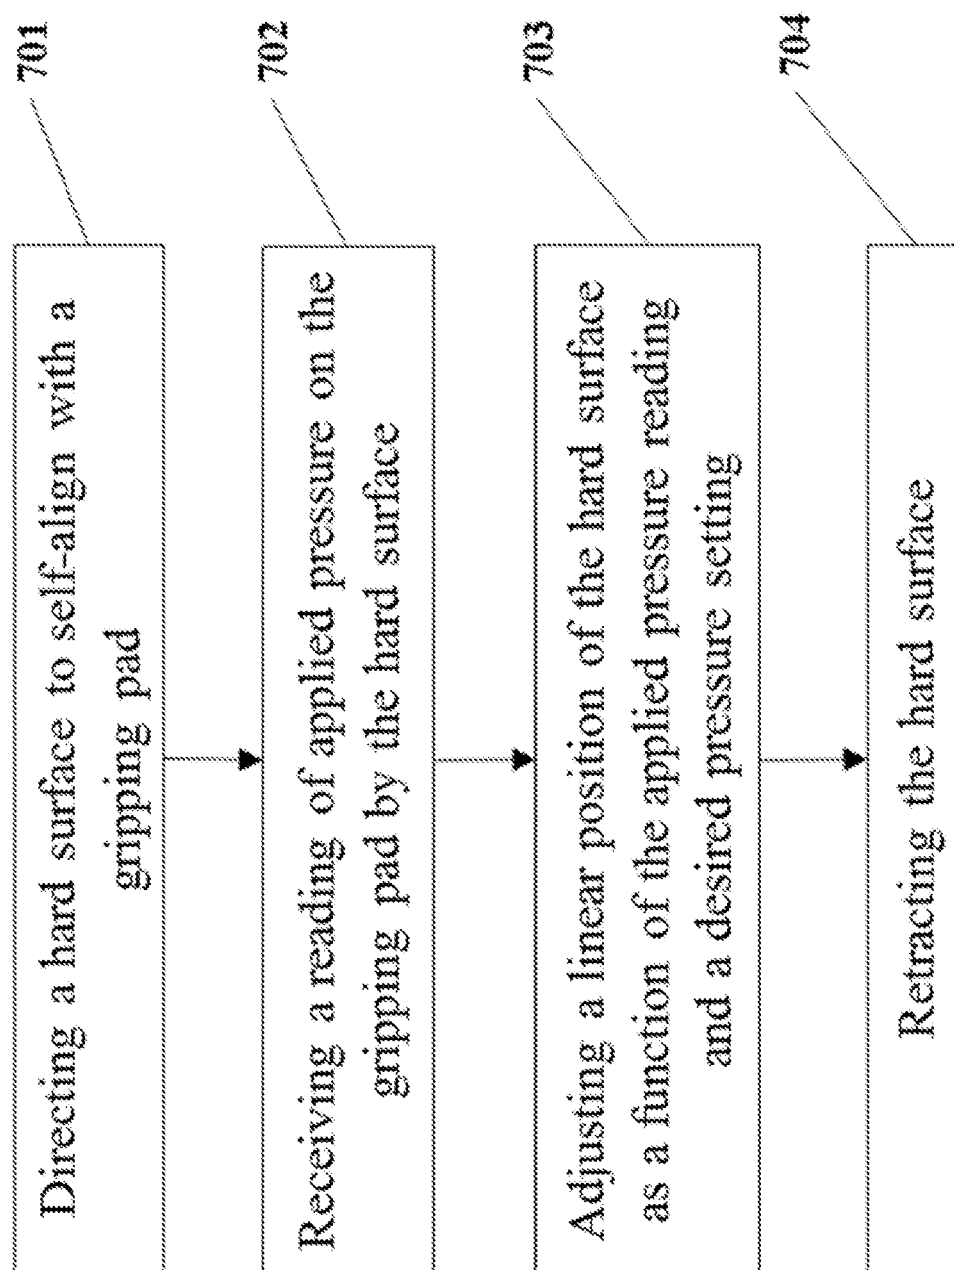 Directing a hard surface to self-align with a
gripping pad
701
Receiving a reading of applied pressure on the
gripping pad by the hard surface
702
Adjusting a linear position of the hard surface
as a function of the applied pressure reading
and a desired pressure setting
703
Retracting the hard surface
704